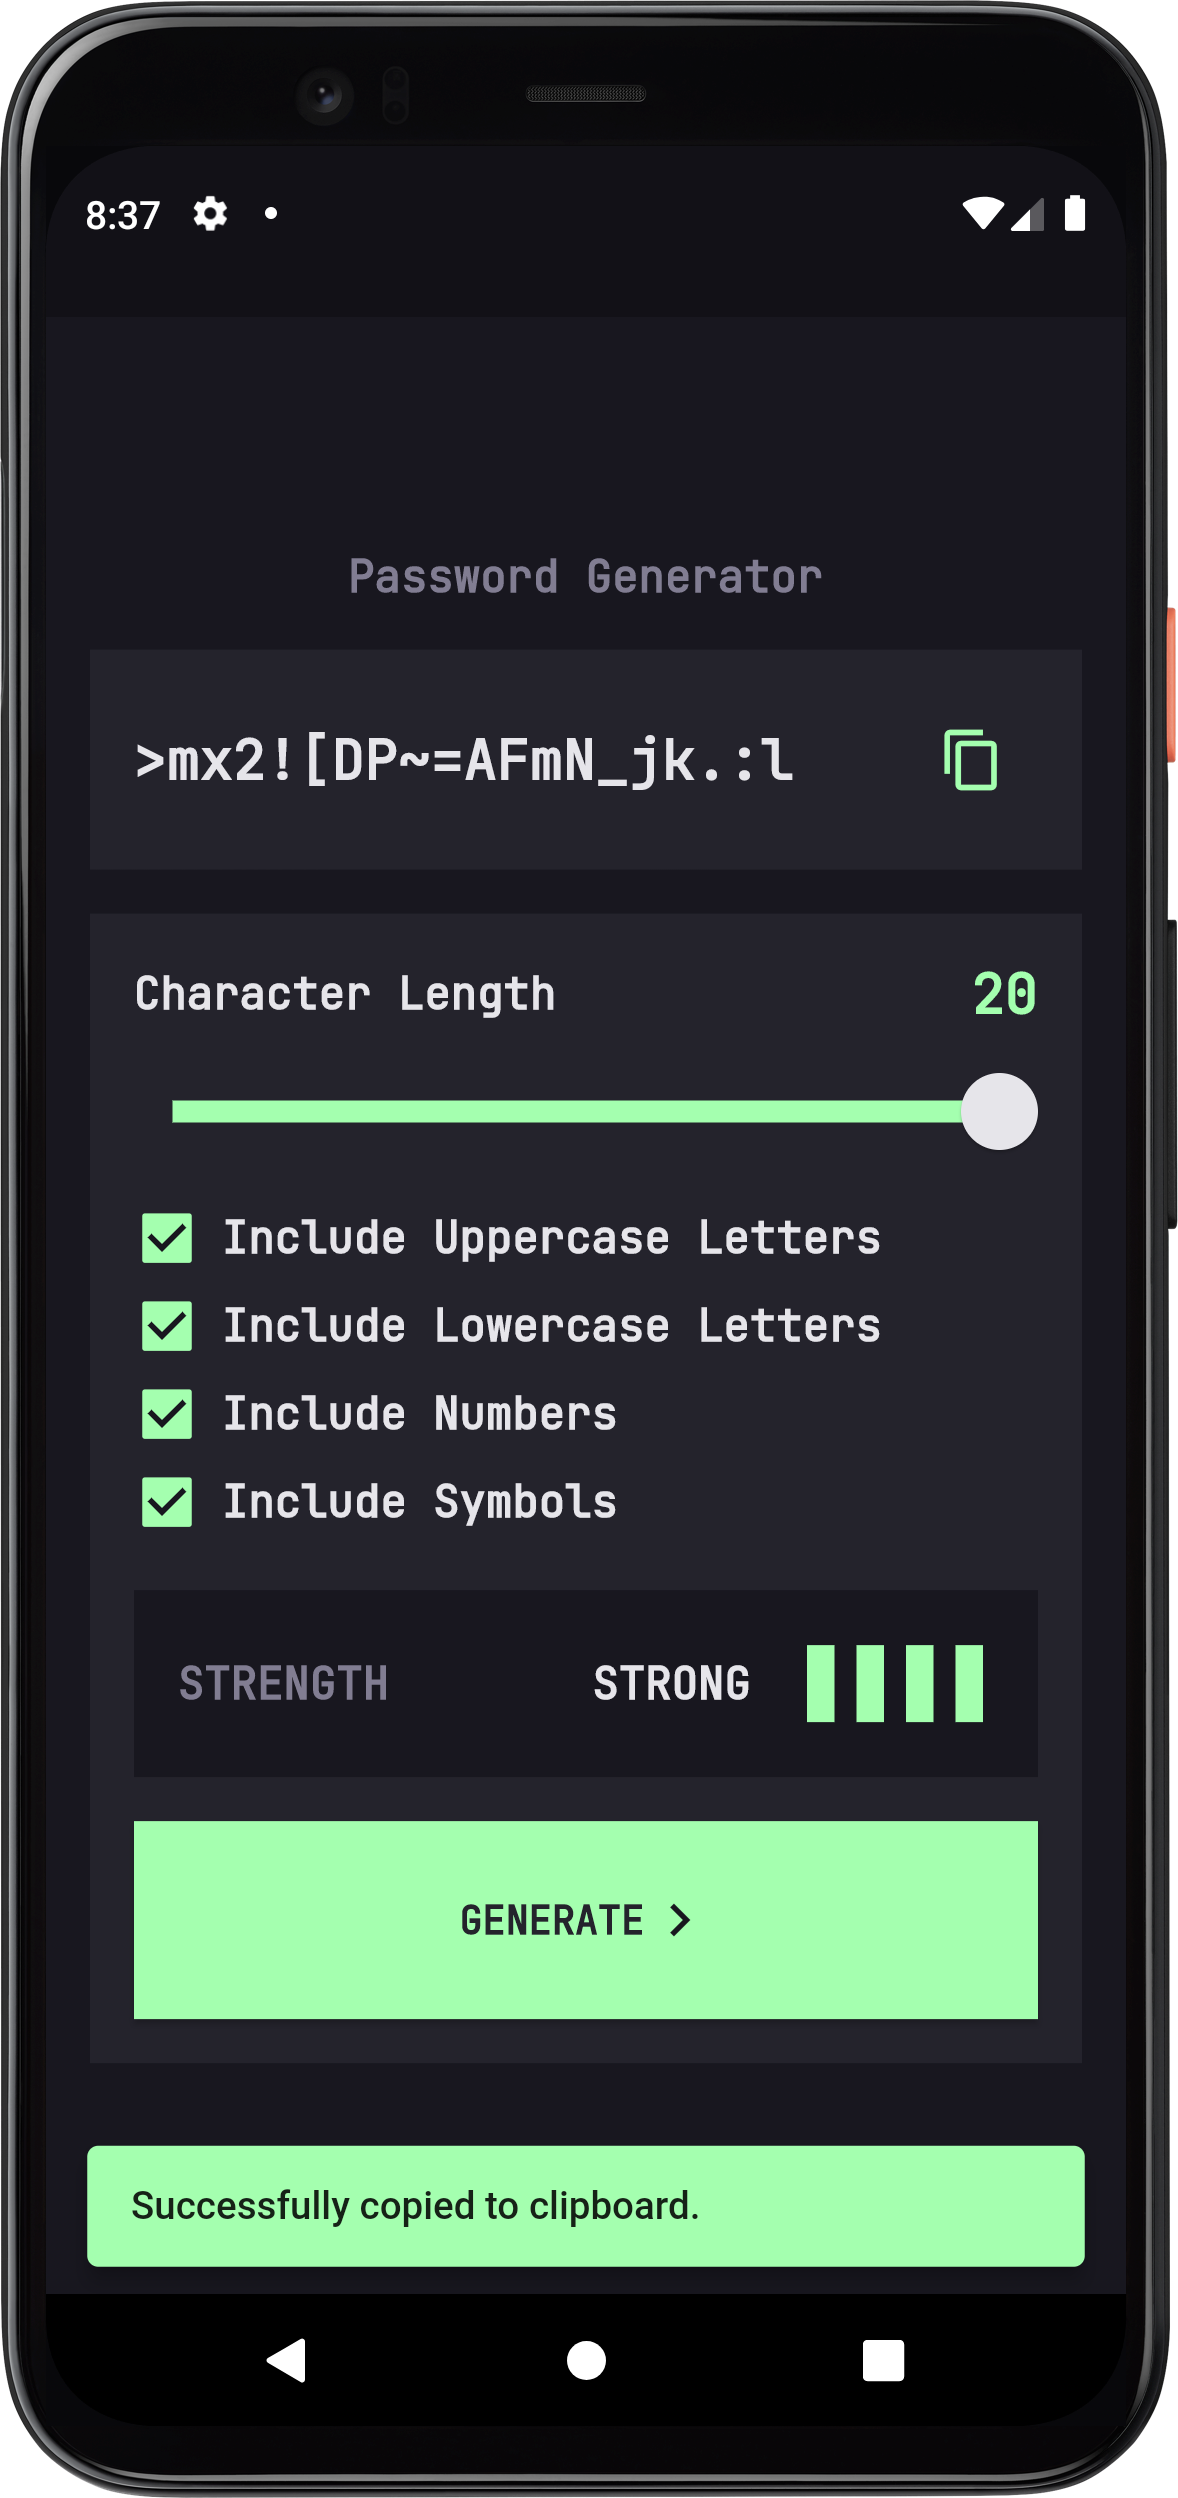 8:37
Password Generator
>mx2![DP~=AFmN_jk.:l
Character Length 20
Include Uppercase Letters
Include Lowercase Letters
Include Numbers
Include Symbols
STRENGTH STRONG
GENERATE >
Successfully copied to clipboard.